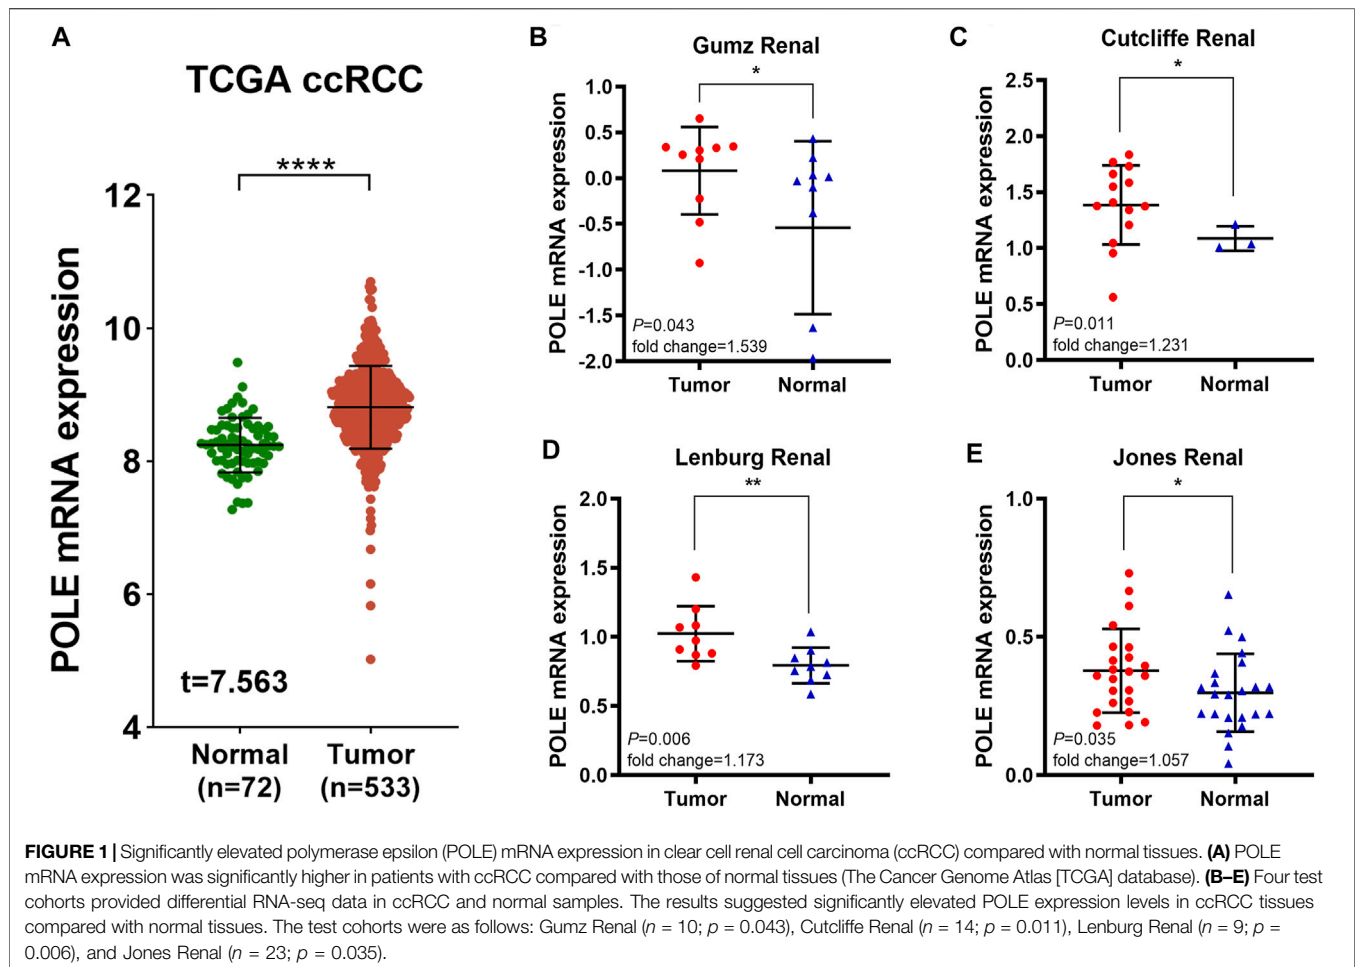 A
TCGA ccRCC
****
12
10
8
6
4
POLE mRNA expression
t=7.563
Normal
(n=72)
Tumor
(n=533)
B
Gumz Renal
*
1.0
0.5
0.0
-0.5
-1.0
-1.5
-2.0
POLE mRNA expression
P=0.043
fold change=1.539
Tumor
Normal
C
Cutcliffe Renal
*
2.5
2.0
1.5
1.0
0.5
0.0
POLE mRNA expression
P=0.011
fold change=1.231
Tumor
Normal
D
Lenburg Renal
**
2.0
1.5
1.0
0.5
0.0
POLE mRNA expression
P=0.006
fold change=1.173
Tumor
Normal
E
Jones Renal
*
1.0
0.5
0.0
POLE mRNA expression
P=0.035
fold change=1.057
Tumor
Normal
FIGURE 1 | Significantly elevated polymerase epsilon (POLE) mRNA expression in clear cell renal cell carcinoma (ccRCC) compared with normal tissues. (A) POLE
mRNA expression was significantly higher in patients with ccRCC compared with those of normal tissues (The Cancer Genome Atlas [TCGA] database). (B–E) Four test
cohorts provided differential RNA-seq data in ccRCC and normal samples. The results suggested significantly elevated POLE expression levels in ccRCC tissues
compared with normal tissues. The test cohorts were as follows: Gumz Renal (n = 10; p = 0.043), Cutcliffe Renal (n = 14; p = 0.011), Lenburg Renal (n = 9; p =
0.006), and Jones Renal (n = 23; p = 0.035).